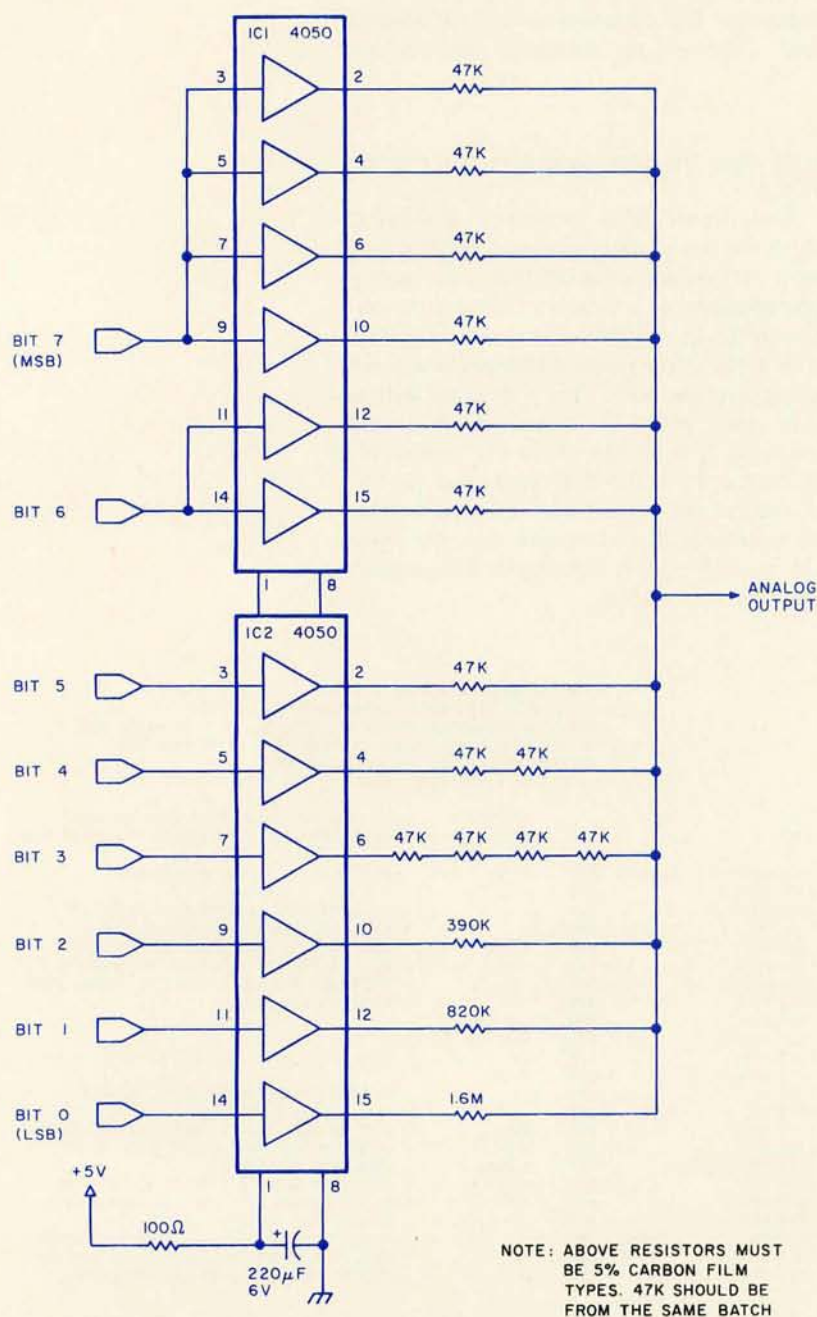 IC1 4050
3 2 47K
5 4 47K
7 6 47K
BIT 7 9 10 47K
(MSB)
11 12 47K
BIT 6 14 15 47K
1 8
ANALOG
OUTPUT
IC2 4050
BIT 5 3 2 47K
BIT 4 5 4 47K 47K
BIT 3 7 6 47K 47K 47K 47K
BIT 2 9 10 390K
BIT 1 11 12 820K
BIT 0 14 15 1.6M
(LSB)
+5V
1 8
100Ω
+
220µF
6V
NOTE: ABOVE RESISTORS MUST
BE 5% CARBON FILM
TYPES. 47K SHOULD BE
FROM THE SAME BATCH